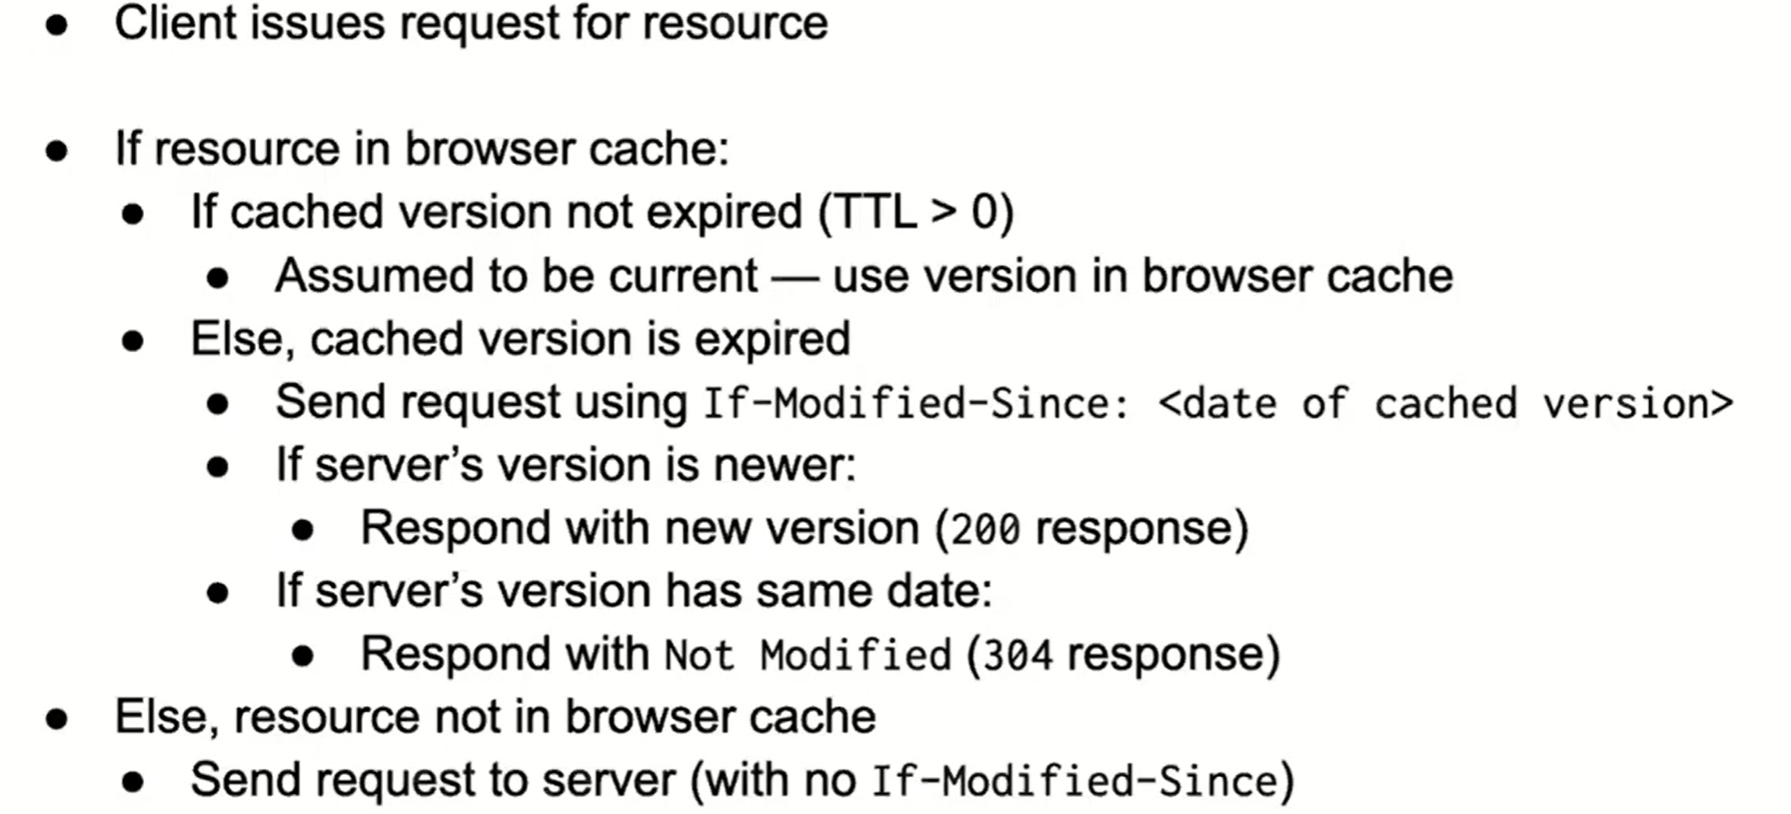 ● Client issues request for resource
● If resource in browser cache:
● If cached version not expired (TTL > 0)
● Assumed to be current — use version in browser cache
● Else, cached version is expired
● Send request using If-Modified-Since: <date of cached version>
● If server’s version is newer:
● Respond with new version (200 response)
● If server’s version has same date:
● Respond with Not Modified (304 response)
● Else, resource not in browser cache
● Send request to server (with no If-Modified-Since)